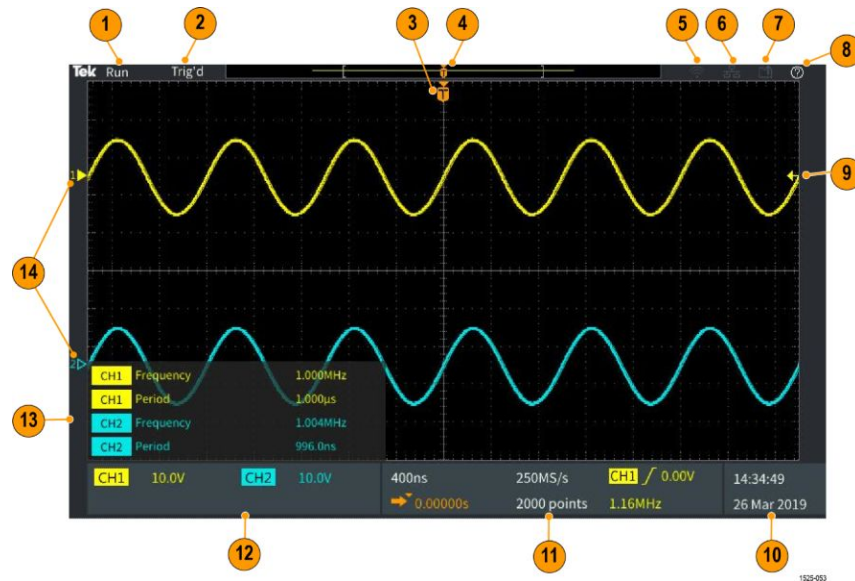 1
2
3
4
5
6
7
8
Tek Run Trig'd
T
?
T
1
9
14
2
CH1 Frequency 1.000MHz
CH1 Period 1.000µs
CH2 Frequency 1.004MHz
CH2 Period 996.0ns
13
CH1 10.0V CH2 10.0V 400ns 250MS/s CH1 0.00V 14:34:49
0.00000s 2000 points 1.16MHz 26 Mar 2019
12
11
10
1525-053